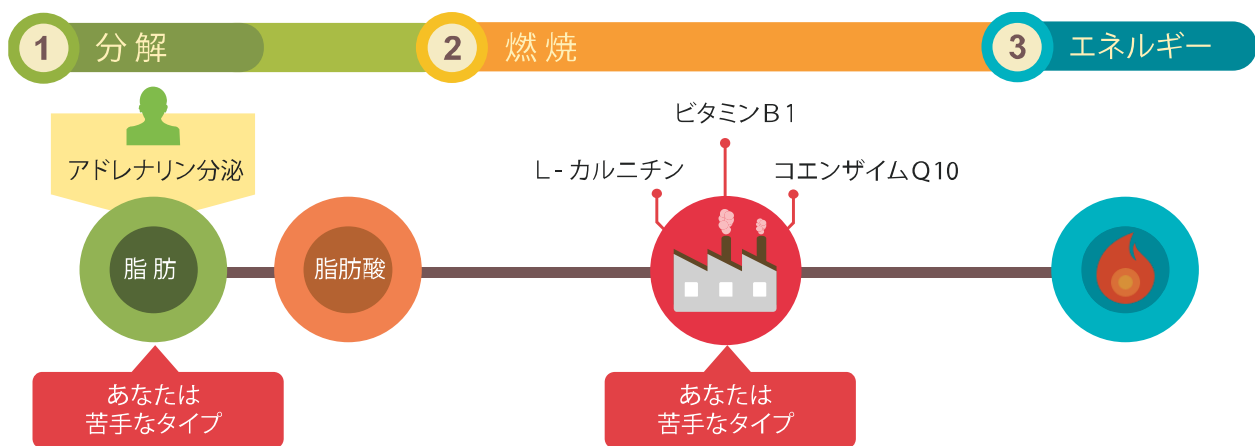 1 分解
2 燃焼
3 エネルギー
アドレナリン分泌
ビタミンB1
L-カルニチン
コエンザイムQ10
脂肪
脂肪酸
あなたは
苦手なタイプ
あなたは
苦手なタイプ